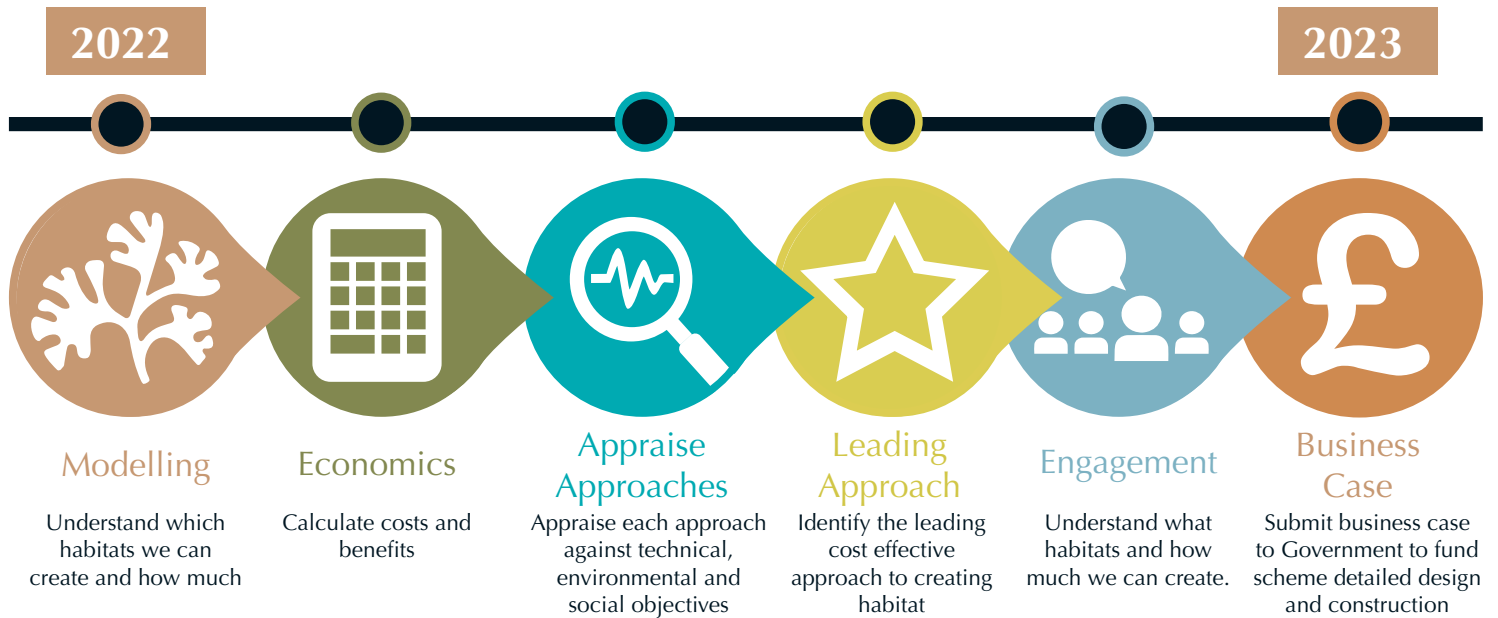 2022
2023
Modelling
Understand which
habitats we can
create and how much
Economics
Calculate costs and
benefits
Appraise
Approaches
Appraise each approach
against technical,
environmental and
social objectives
Leading
Approach
Identify the leading
cost effective
approach to creating
habitat
Engagement
Understand what
habitats and how
much we can create.
£
Business
Case
Submit business case
to Government to fund
scheme detailed design
and construction